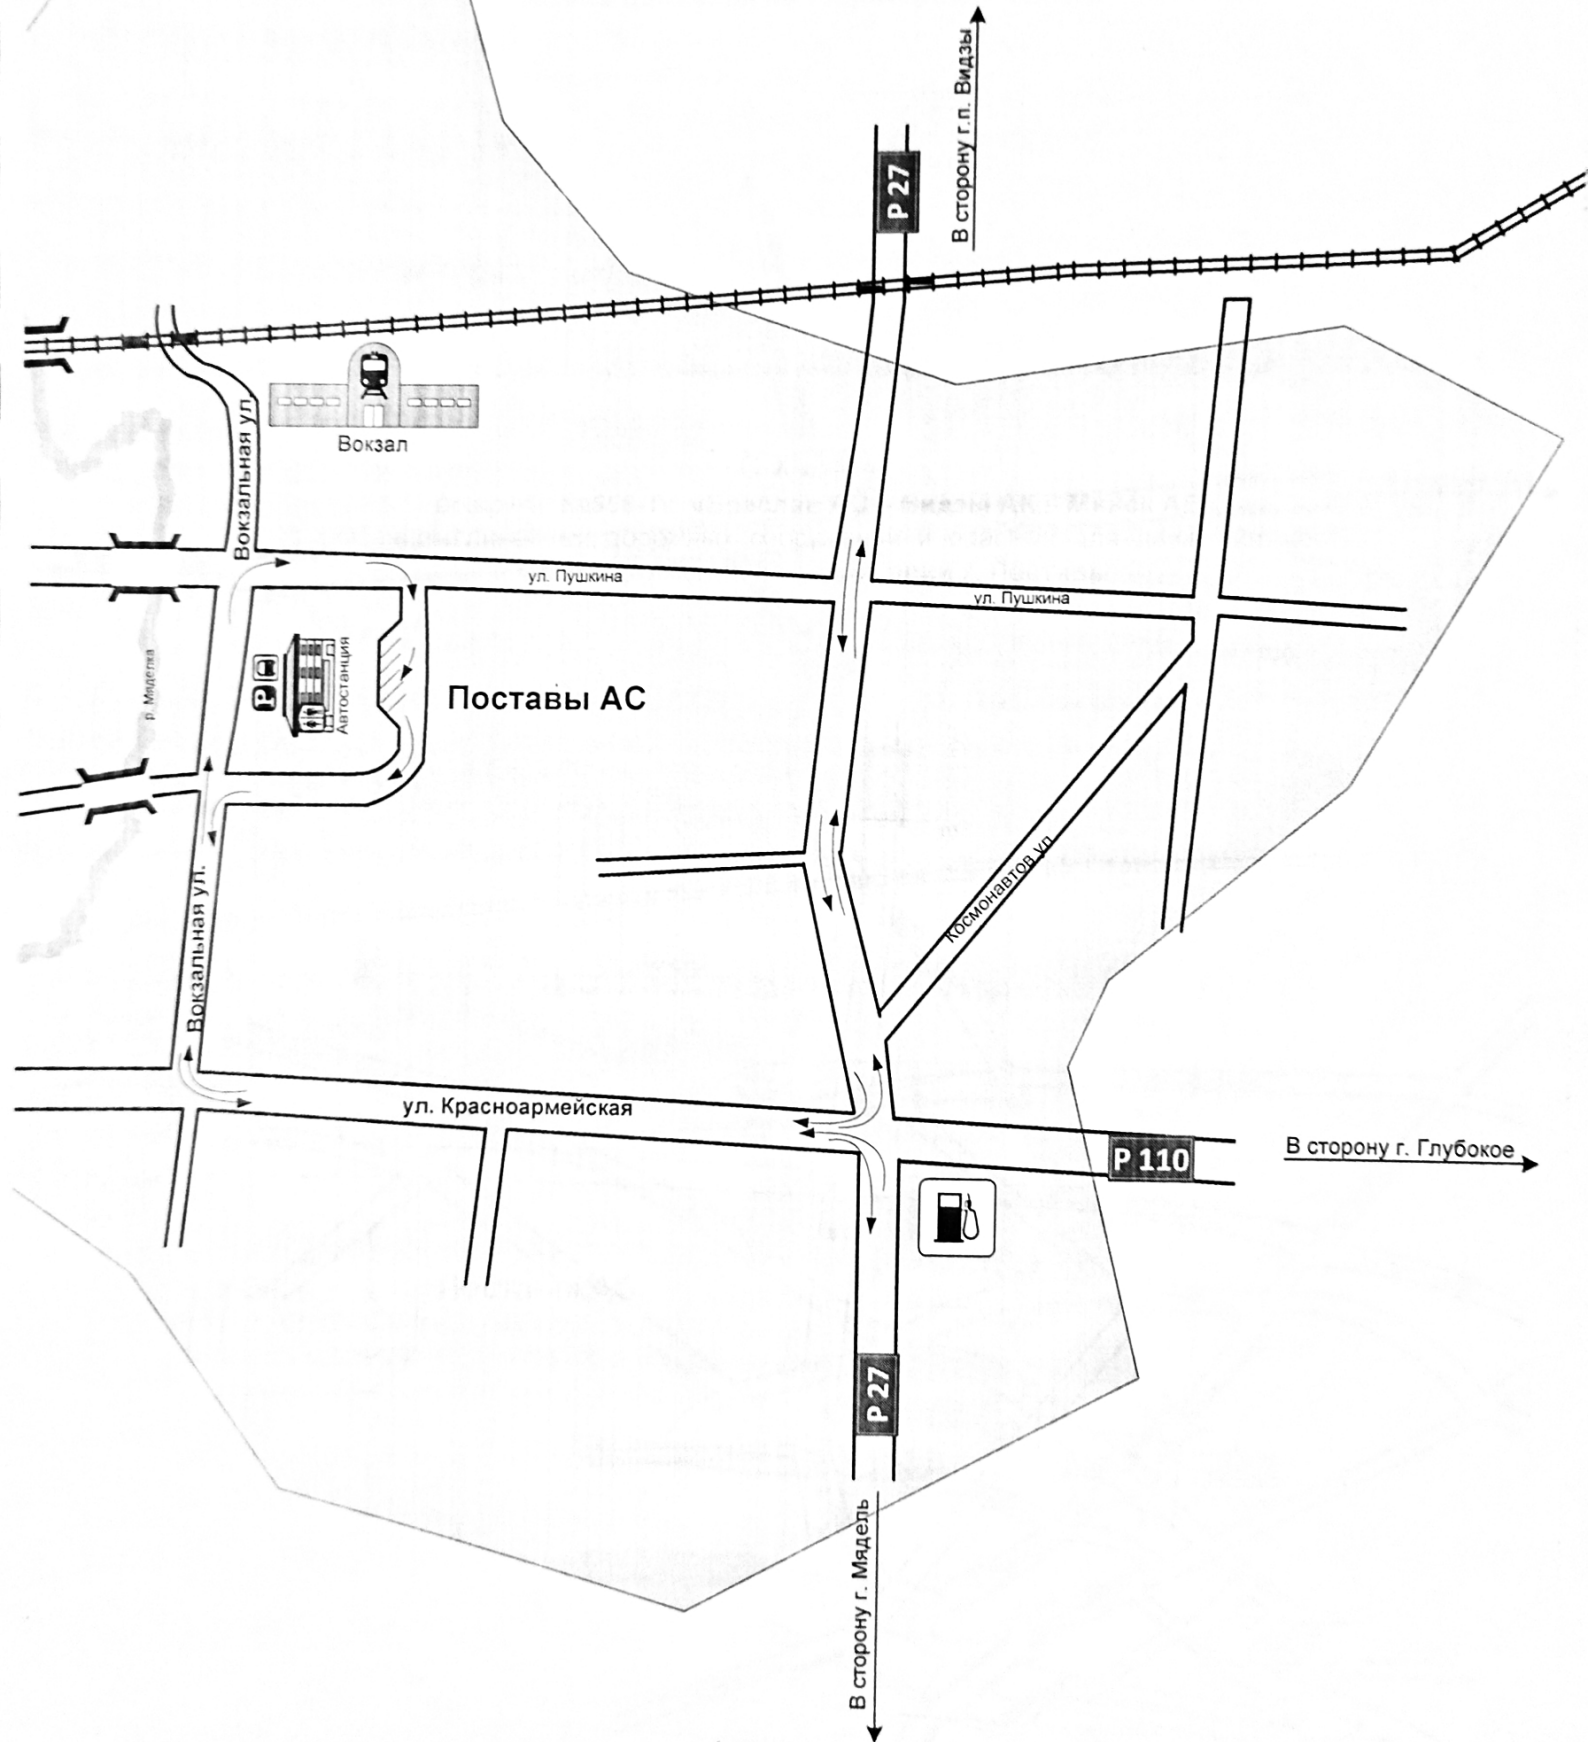 В сторону г.п. Видзы
Р 27
Вокзал
Вокзальная ул.
ул. Пушкина
ул. Пушкина
р. Мяделка
P
Автостанция
Поставы АС
Космонавтов ул.
Вокзальная ул.
ул. Красноармейская
Р 110
В сторону г. Глубокое
Р 27
В сторону г. Мядель